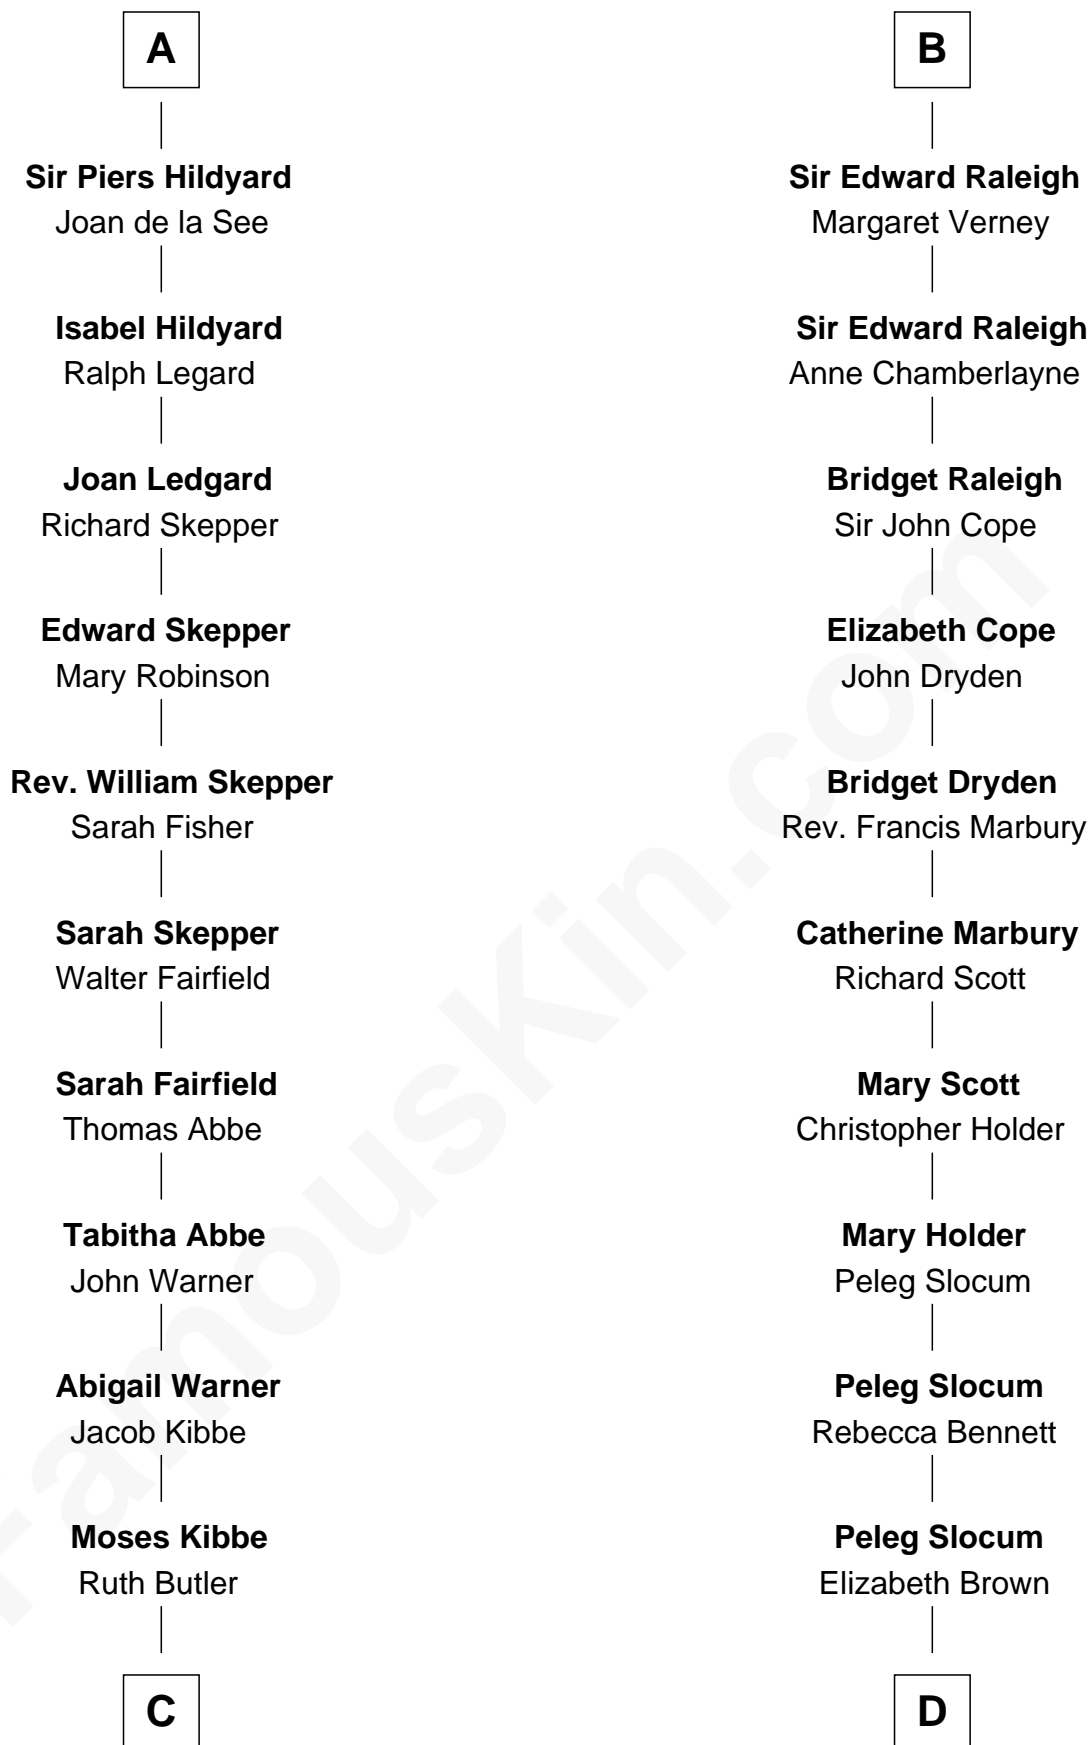 A
Sir Piers Hildyard
Joan de la See
Isabel Hildyard
Ralph Legard
Joan Ledgard
Richard Skepper
Edward Skepper
Mary Robinson
Rev. William Skepper
Sarah Fisher
Sarah Skepper
Walter Fairfield
Sarah Fairfield
Thomas Abbe
Tabitha Abbe
John Warner
Abigail Warner
Jacob Kibbe
Moses Kibbe
Ruth Butler
C
B
Sir Edward Raleigh
Margaret Verney
Sir Edward Raleigh
Anne Chamberlayne
Bridget Raleigh
Sir John Cope
Elizabeth Cope
John Dryden
Bridget Dryden
Rev. Francis Marbury
Catherine Marbury
Richard Scott
Mary Scott
Christopher Holder
Mary Holder
Peleg Slocum
Peleg Slocum
Rebecca Bennett
Peleg Slocum
Elizabeth Brown
D
FamousKin.com